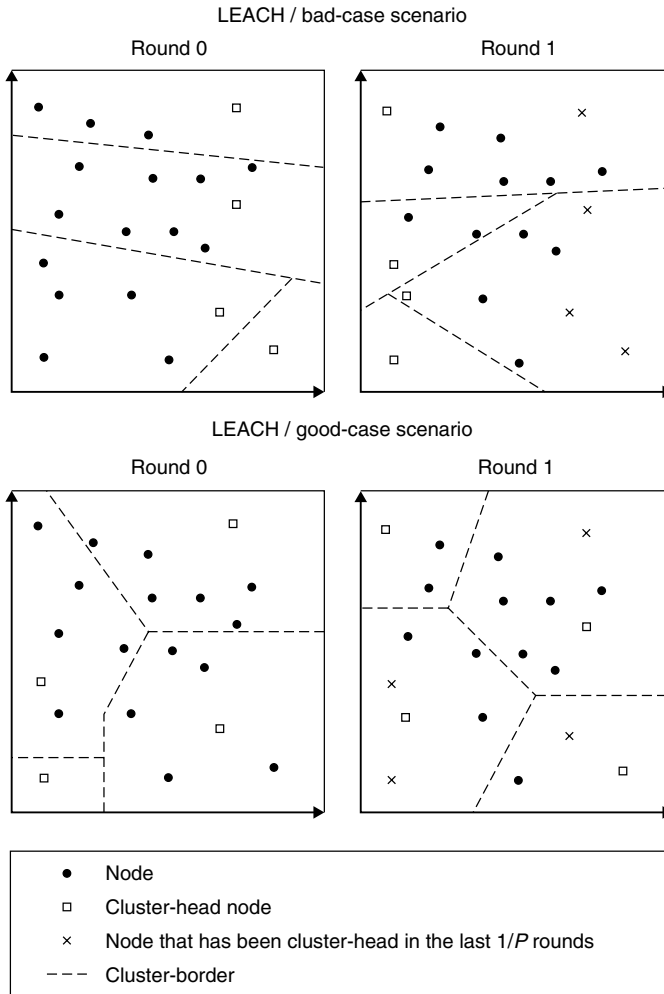 LEACH / bad-case scenario
Round 0
Round 1
LEACH / good-case scenario
Round 0
Round 1
Node
Cluster-head node
Node that has been cluster-head in the last 1/P rounds
Cluster-border